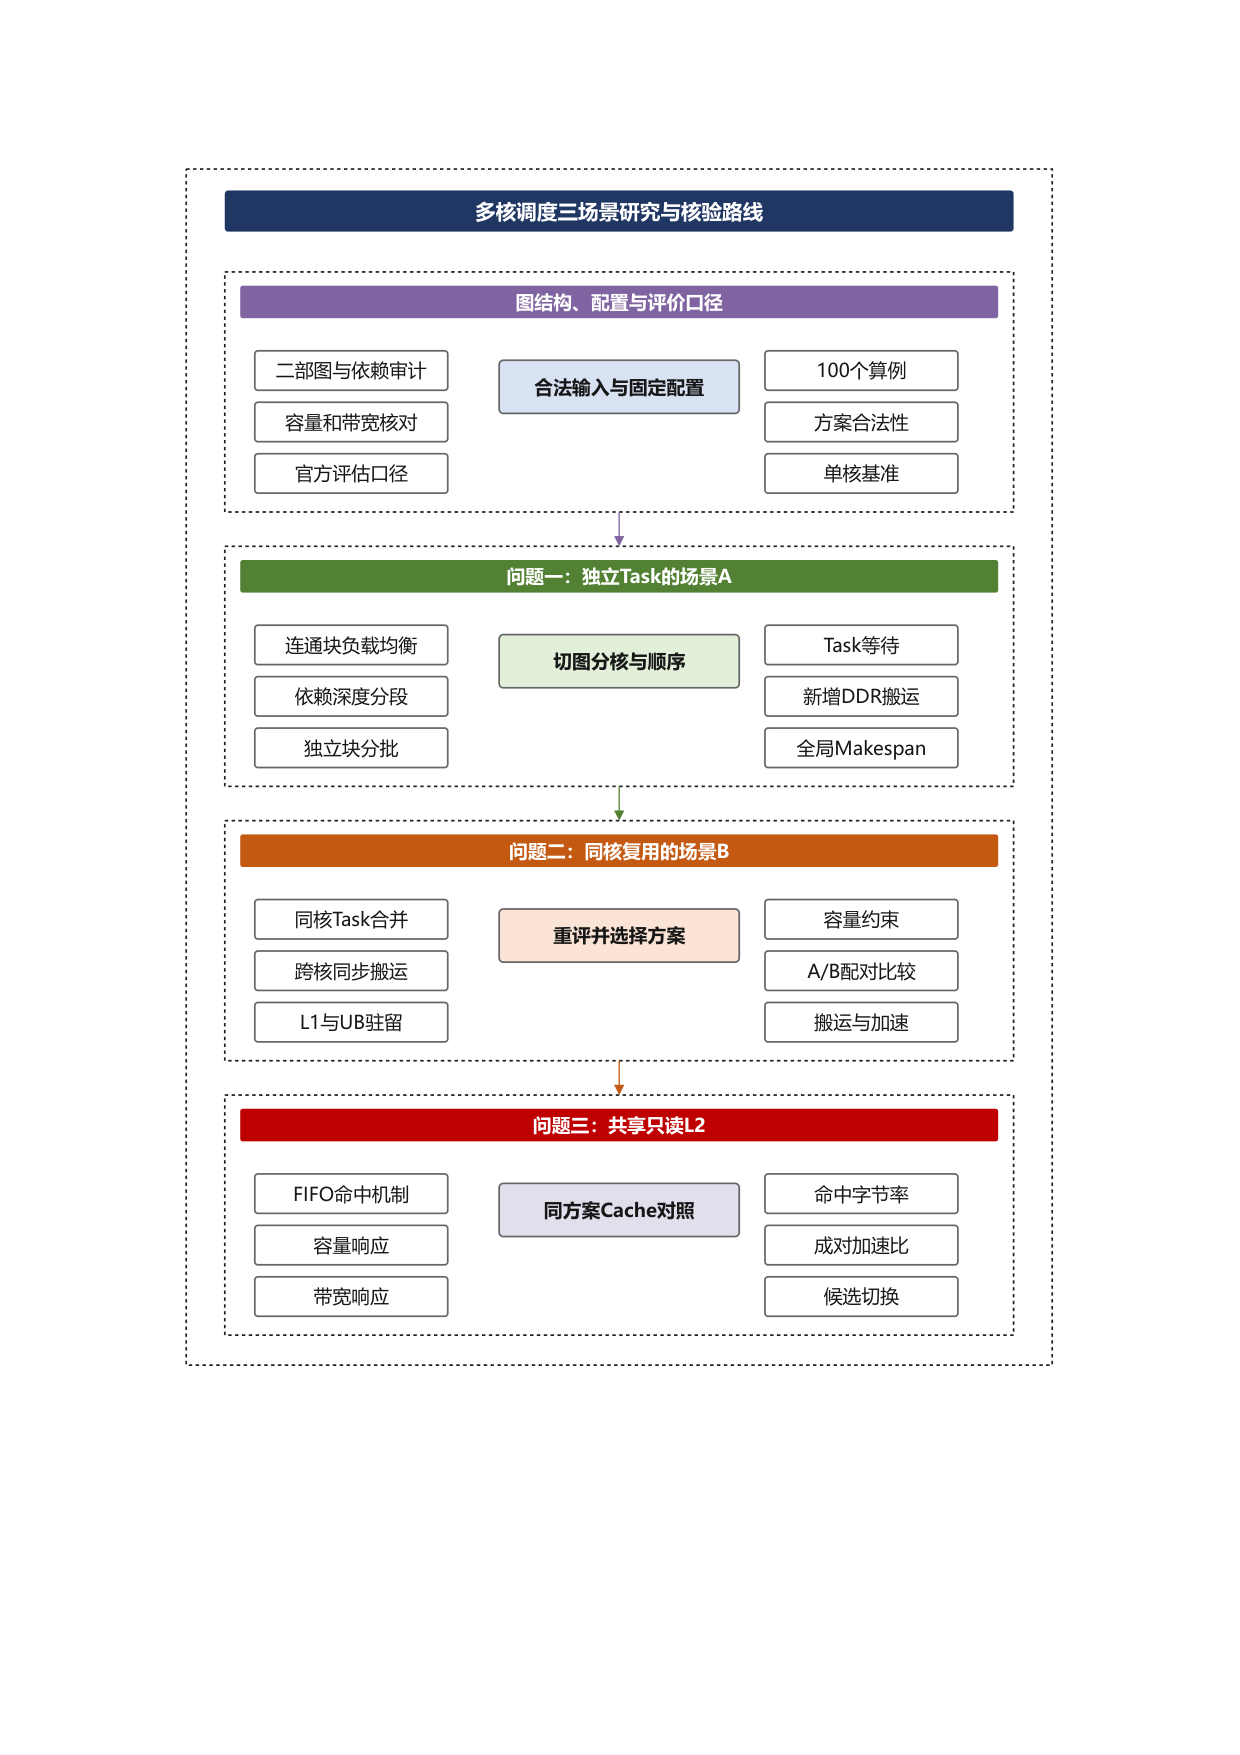 多核调度三场景研究与核验路线
图结构、配置与评价口径
二部图与依赖审计
容量和带宽核对
官方评估口径
合法输入与固定配置
100个算例
方案合法性
单核基准
问题一：独立Task的场景A
连通块负载均衡
依赖深度分段
独立块分批
切图分核与顺序
Task等待
新增DDR搬运
全局Makespan
问题二：同核复用的场景B
同核Task合并
跨核同步搬运
L1与UB驻留
重评并选择方案
容量约束
A/B配对比较
搬运与加速
问题三：共享只读L2
FIFO命中机制
容量响应
带宽响应
同方案Cache对照
命中字节率
成对加速比
候选切换